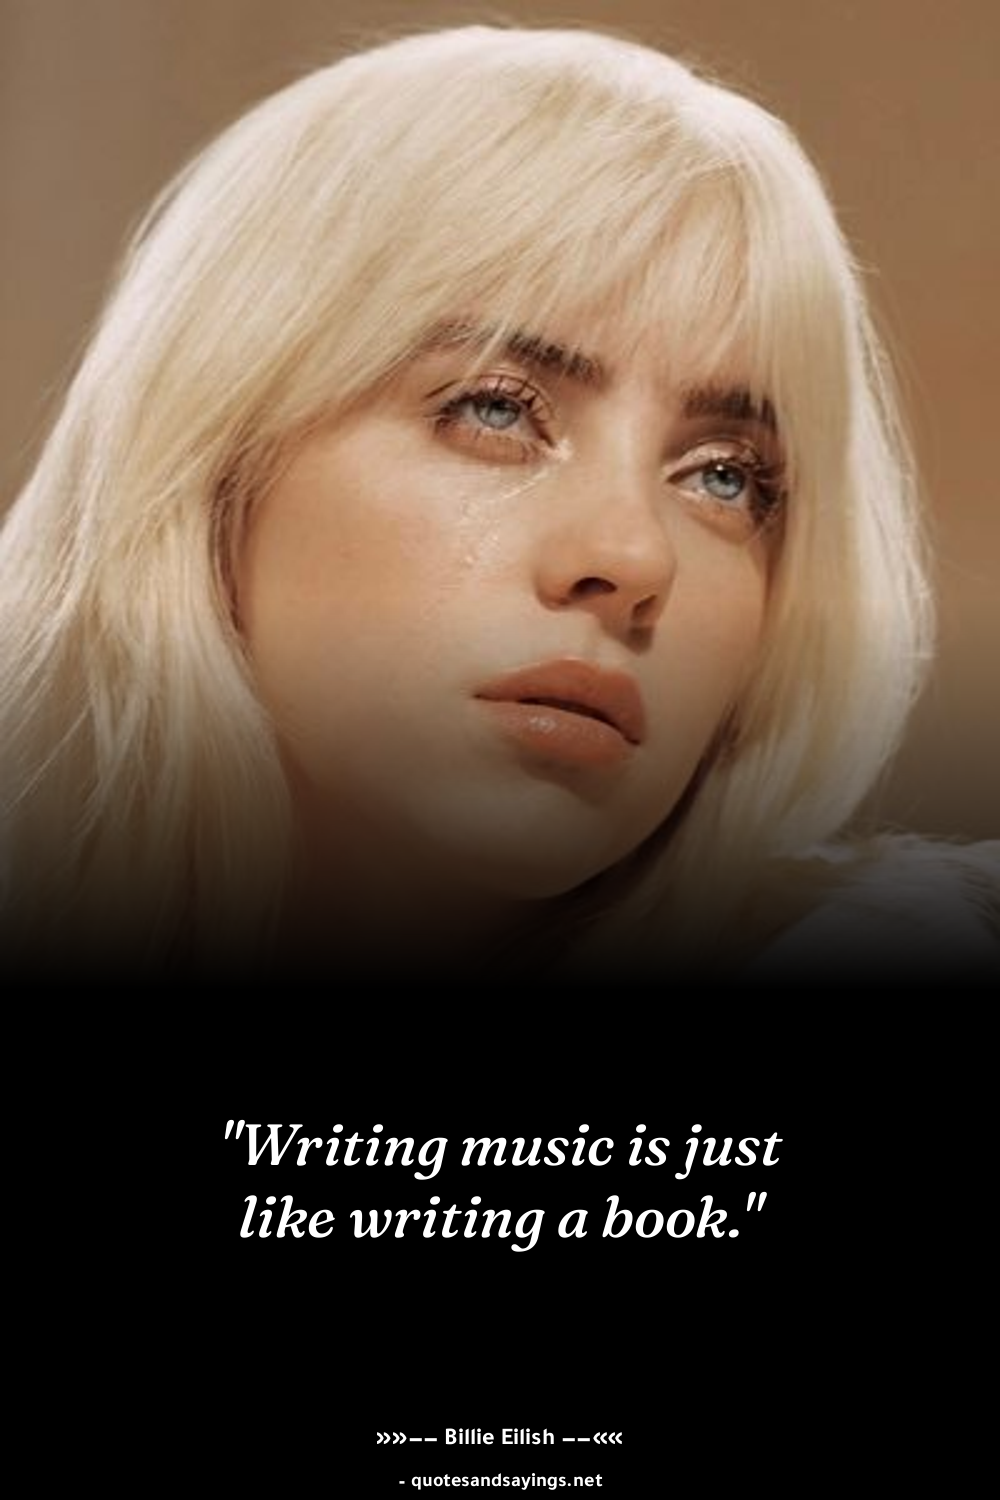 "Writing music is just
like writing a book."
»»–– Billie Eilish ––««
- quotesandsayings.net